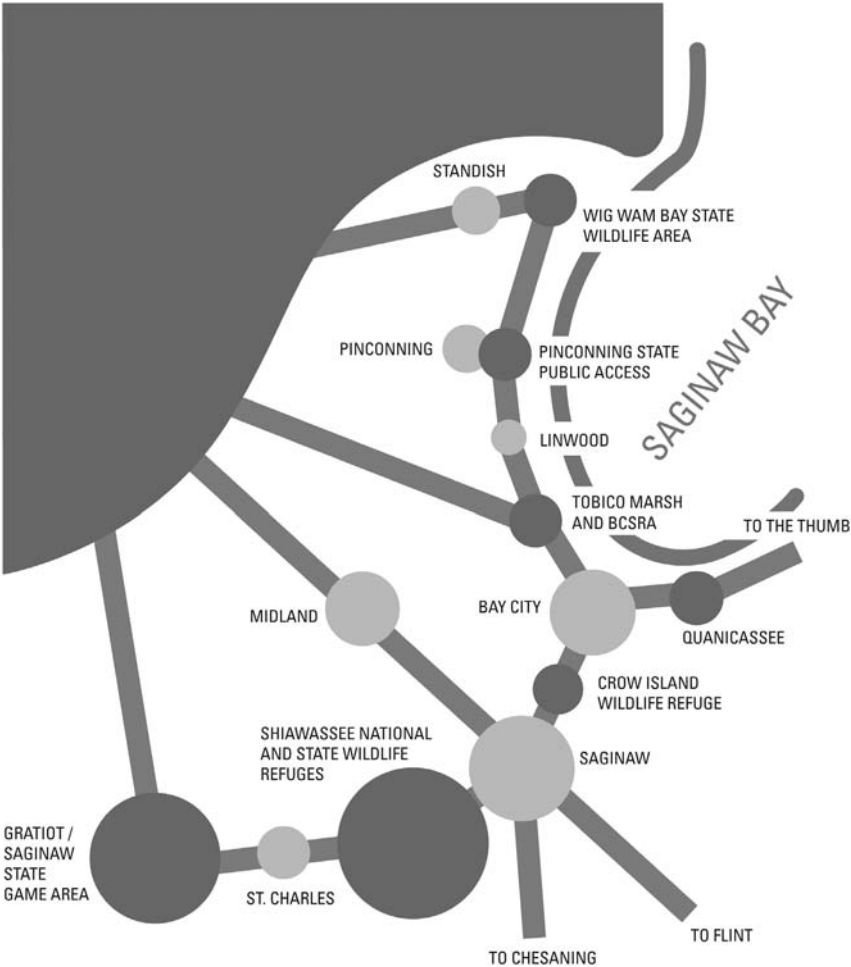 STANDISH
WIG WAM BAY STATE
WILDLIFE AREA
SAGINAW BAY
PINCONNING
PINCONNING STATE
PUBLIC ACCESS
LINWOOD
TOBICO MARSH
AND BCSRA
TO THE THUMB
BAY CITY
MIDLAND
QUANICASSEE
CROW ISLAND
WILDLIFE REFUGE
SHIAWASSEE NATIONAL
AND STATE WILDLIFE
REFUGES
SAGINAW
GRATIOT /
SAGINAW
STATE
GAME AREA
ST. CHARLES
TO FLINT
TO CHESANING